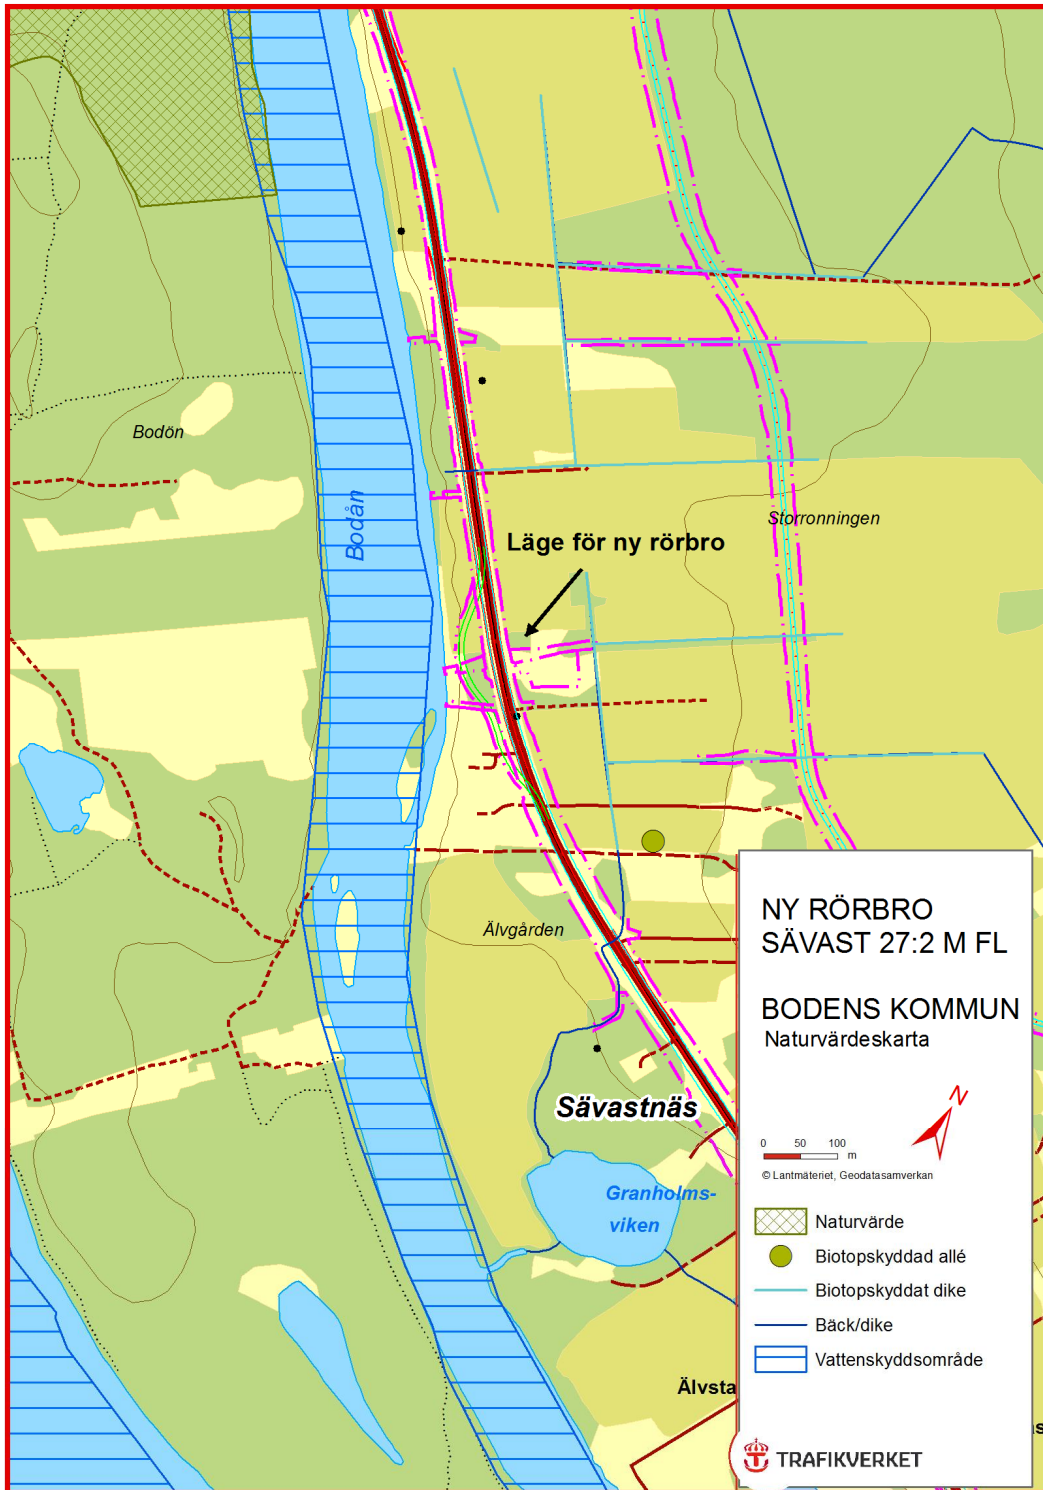 Bodön
Bodån
Storronningen
Läge för ny rörbro
Älvgården
Sävastnäs
Granholms-
viken
Älvsta
NY RÖRBRO
SÄVAST 27:2 M FL
BODENS KOMMUN
Naturvärdeskarta
N
0 50 100
m
© Lantmäteriet, Geodatasamverkan
Naturvärde
Biotopskyddad allé
Biotopskyddat dike
Bäck/dike
Vattenskyddsområde
TRAFIKVERKET